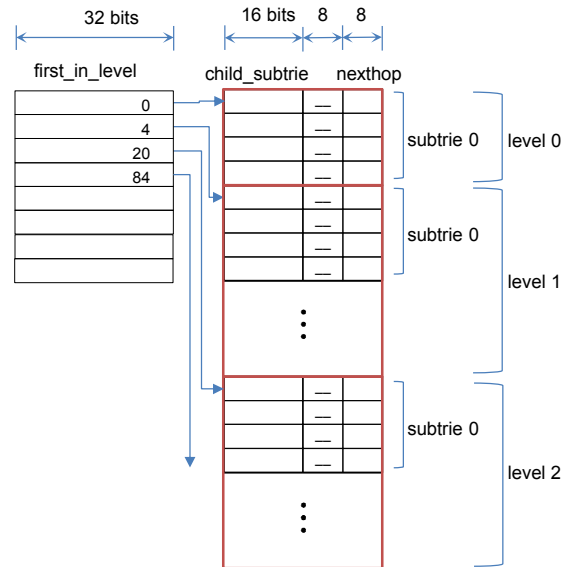 32 bits
16 bits 8 8
first_in_level
child_subtrie nexthop
0
4
20
84
subtrie 0
level 0
subtrie 0
level 1
subtrie 0
level 2